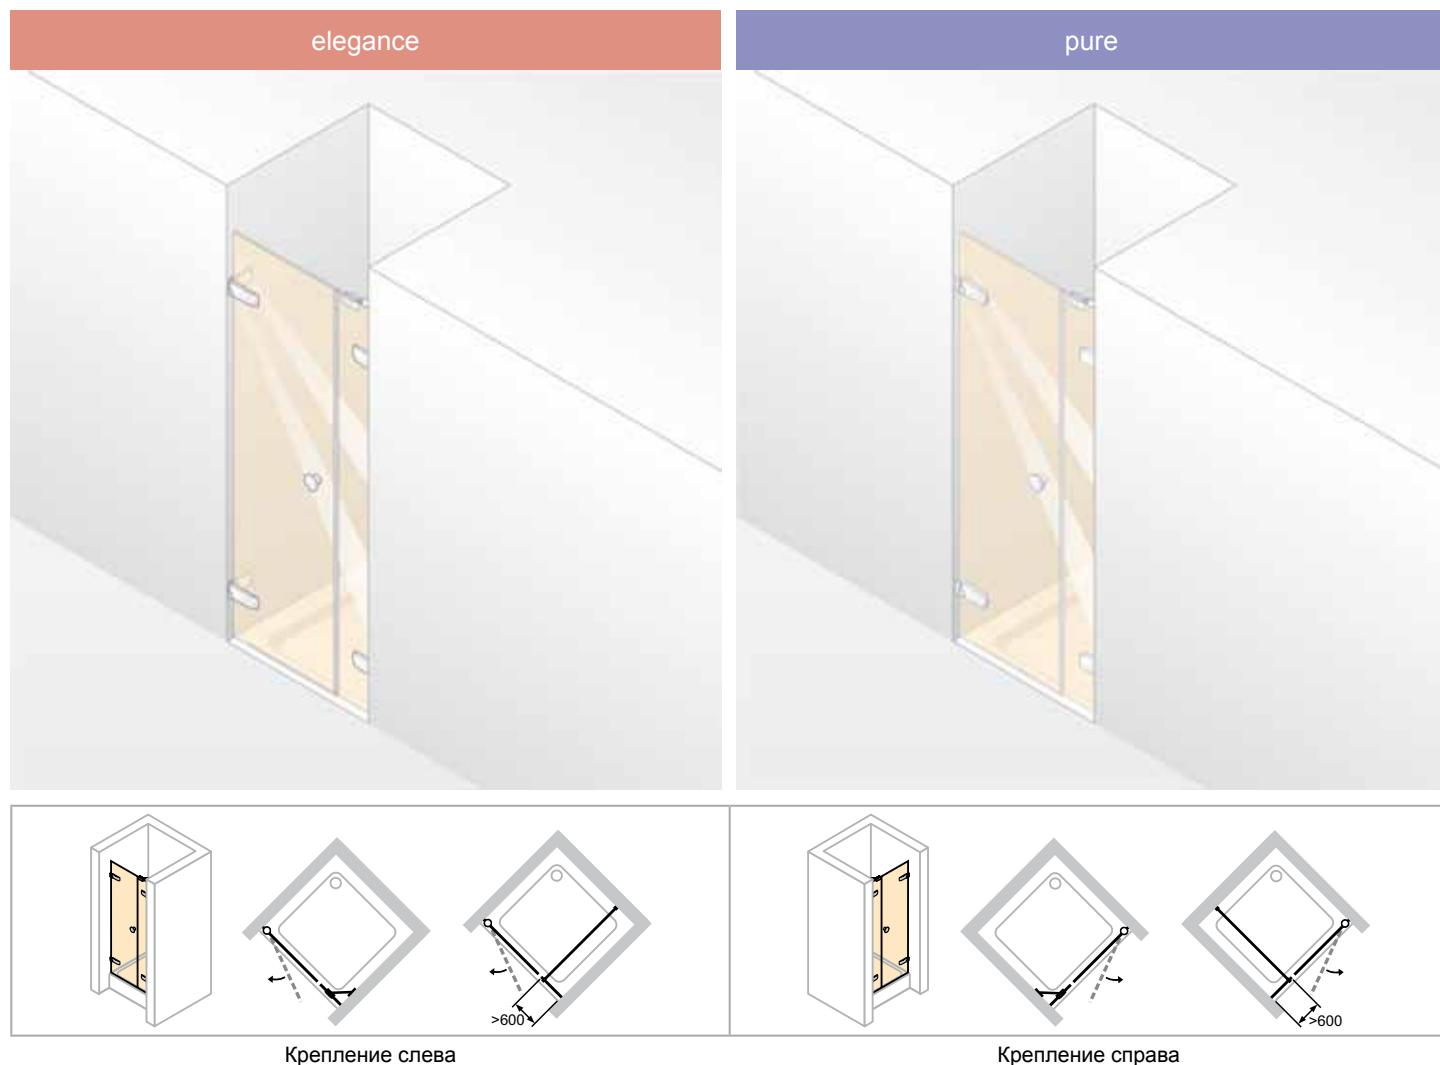 elegance
pure
>600
>600
Крепление слева
Крепление справа